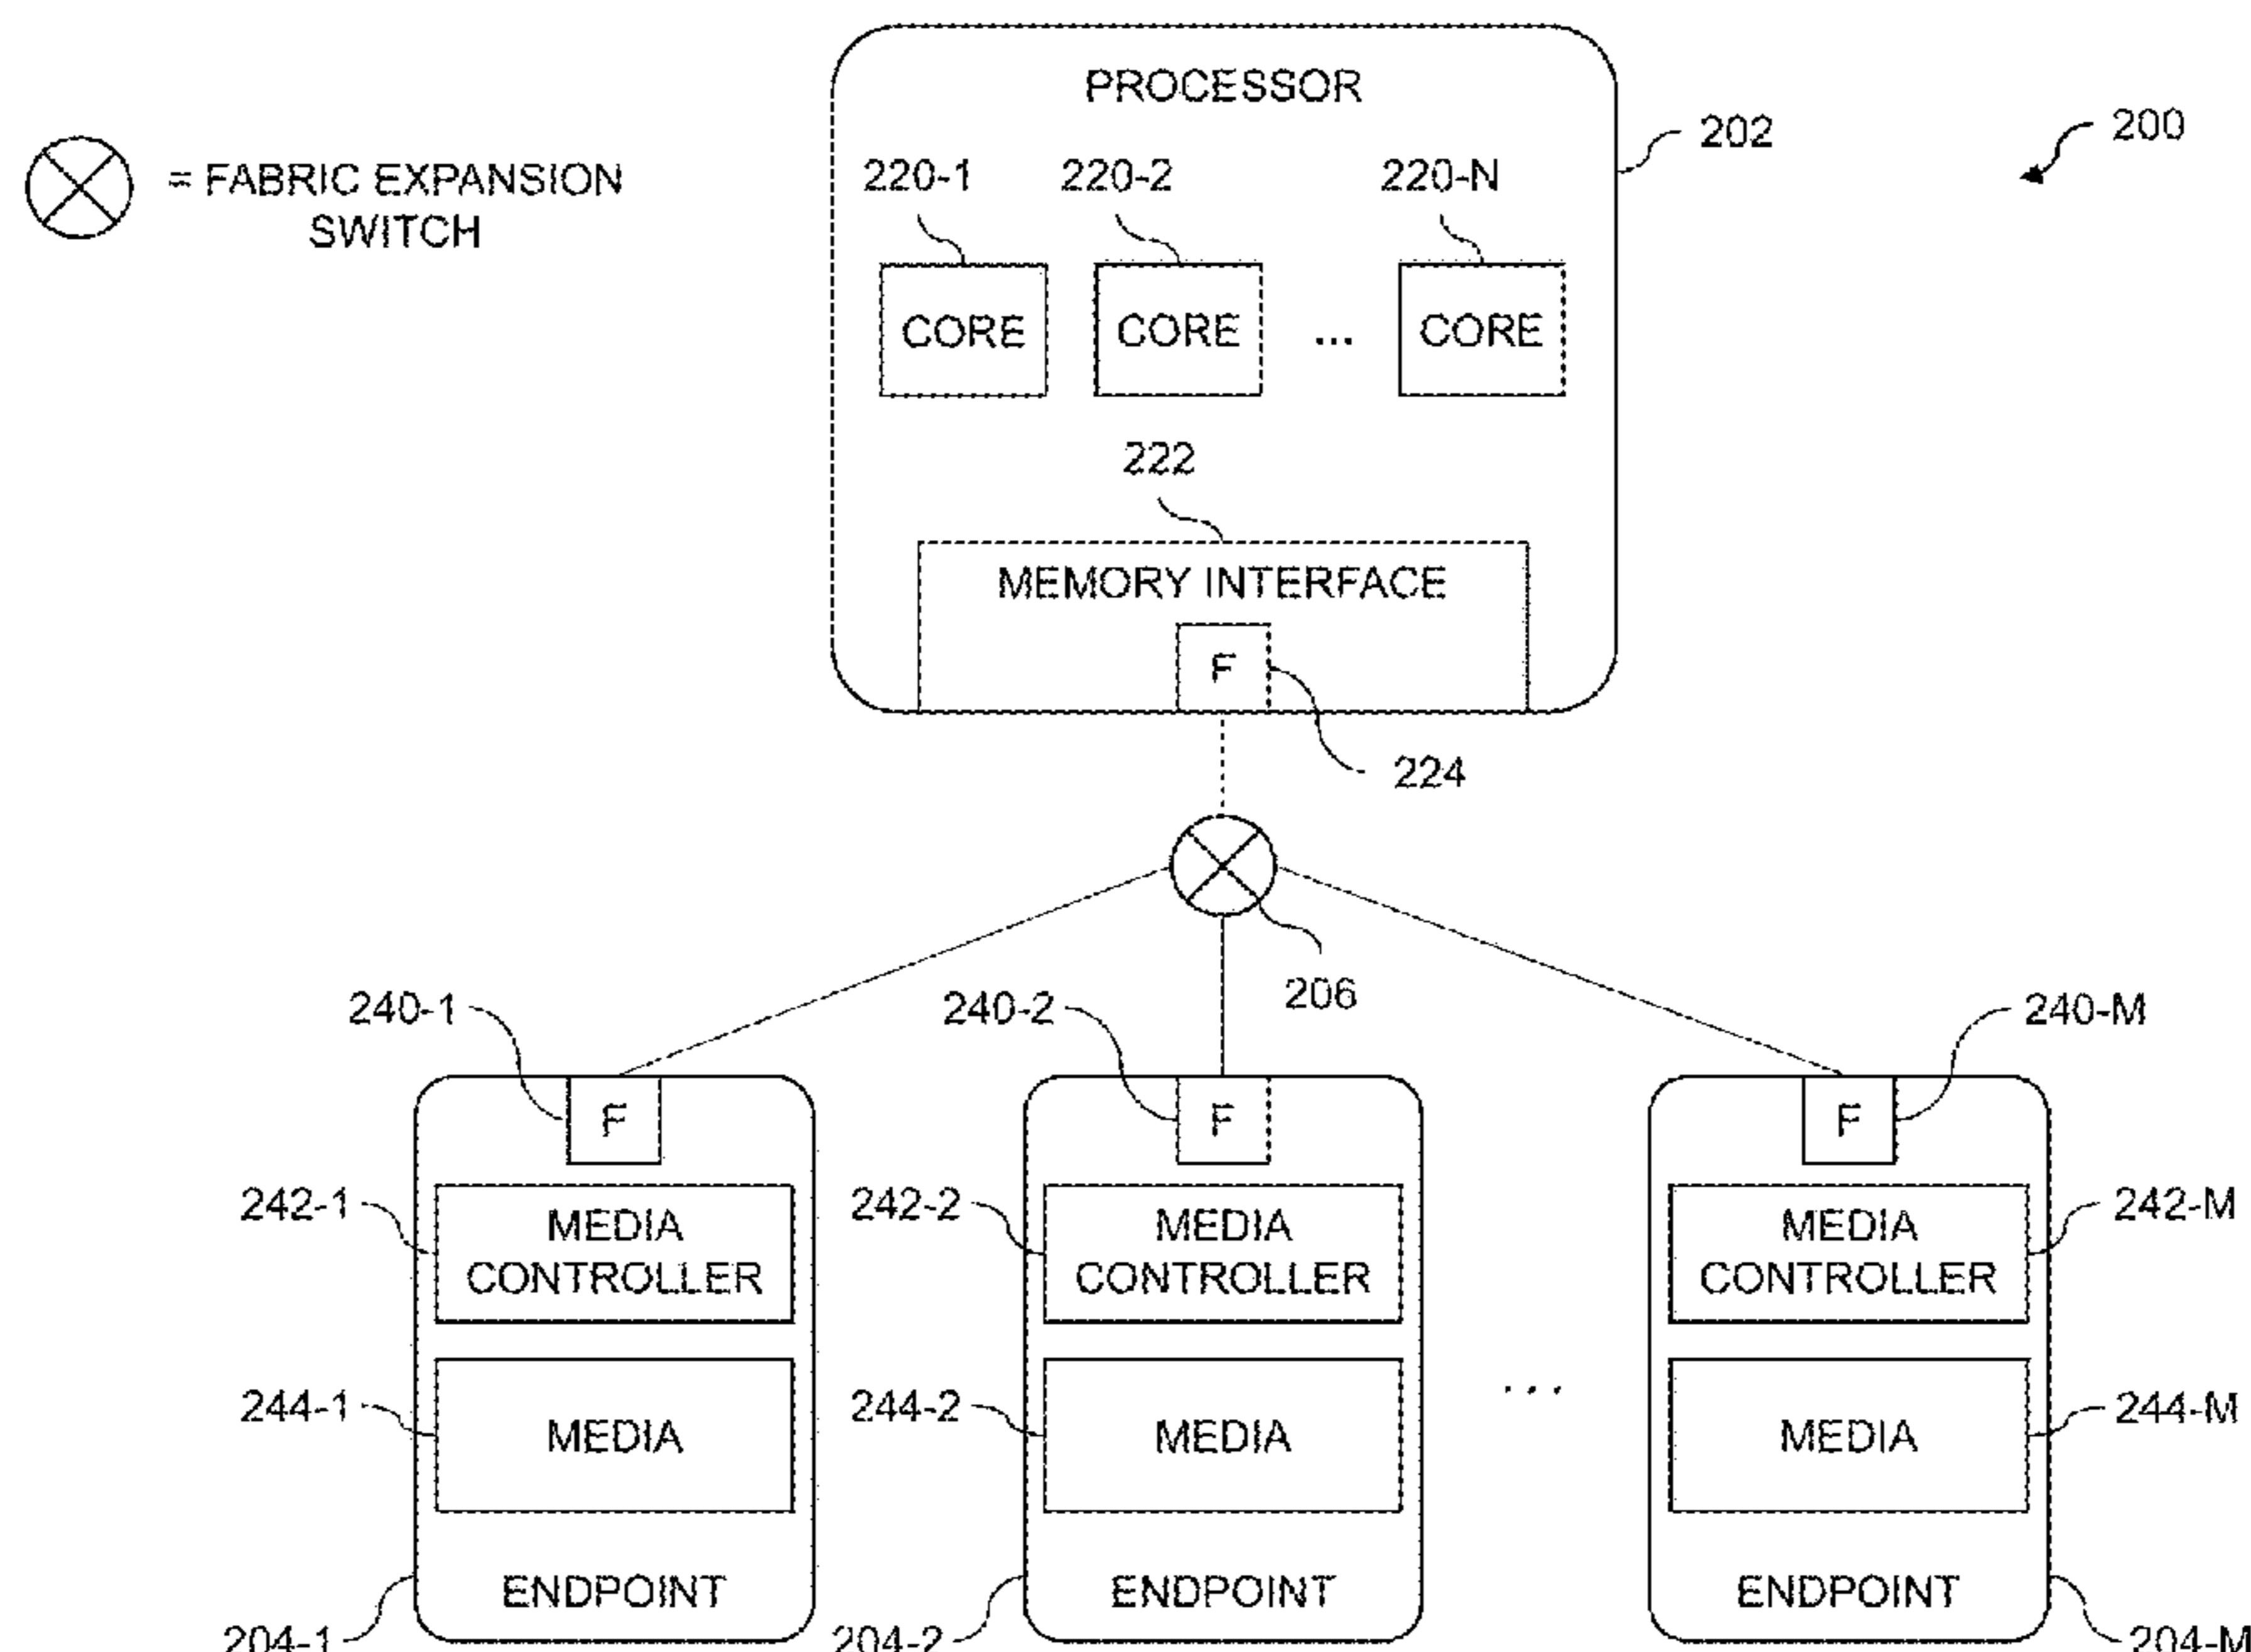 PROCESSOR
202
200
= FABRIC EXPANSION
SWITCH
220-1
220-2
220-N
CORE
CORE
...
CORE
222
MEMORY INTERFACE
F
224
206
240-1
240-2
240-M
F
F
F
242-1
MEDIA
CONTROLLER
242-2
MEDIA
CONTROLLER
MEDIA
CONTROLLER
242-M
244-1
MEDIA
244-2
MEDIA
...
MEDIA
244-M
ENDPOINT
ENDPOINT
ENDPOINT
204-1
204-2
204-M